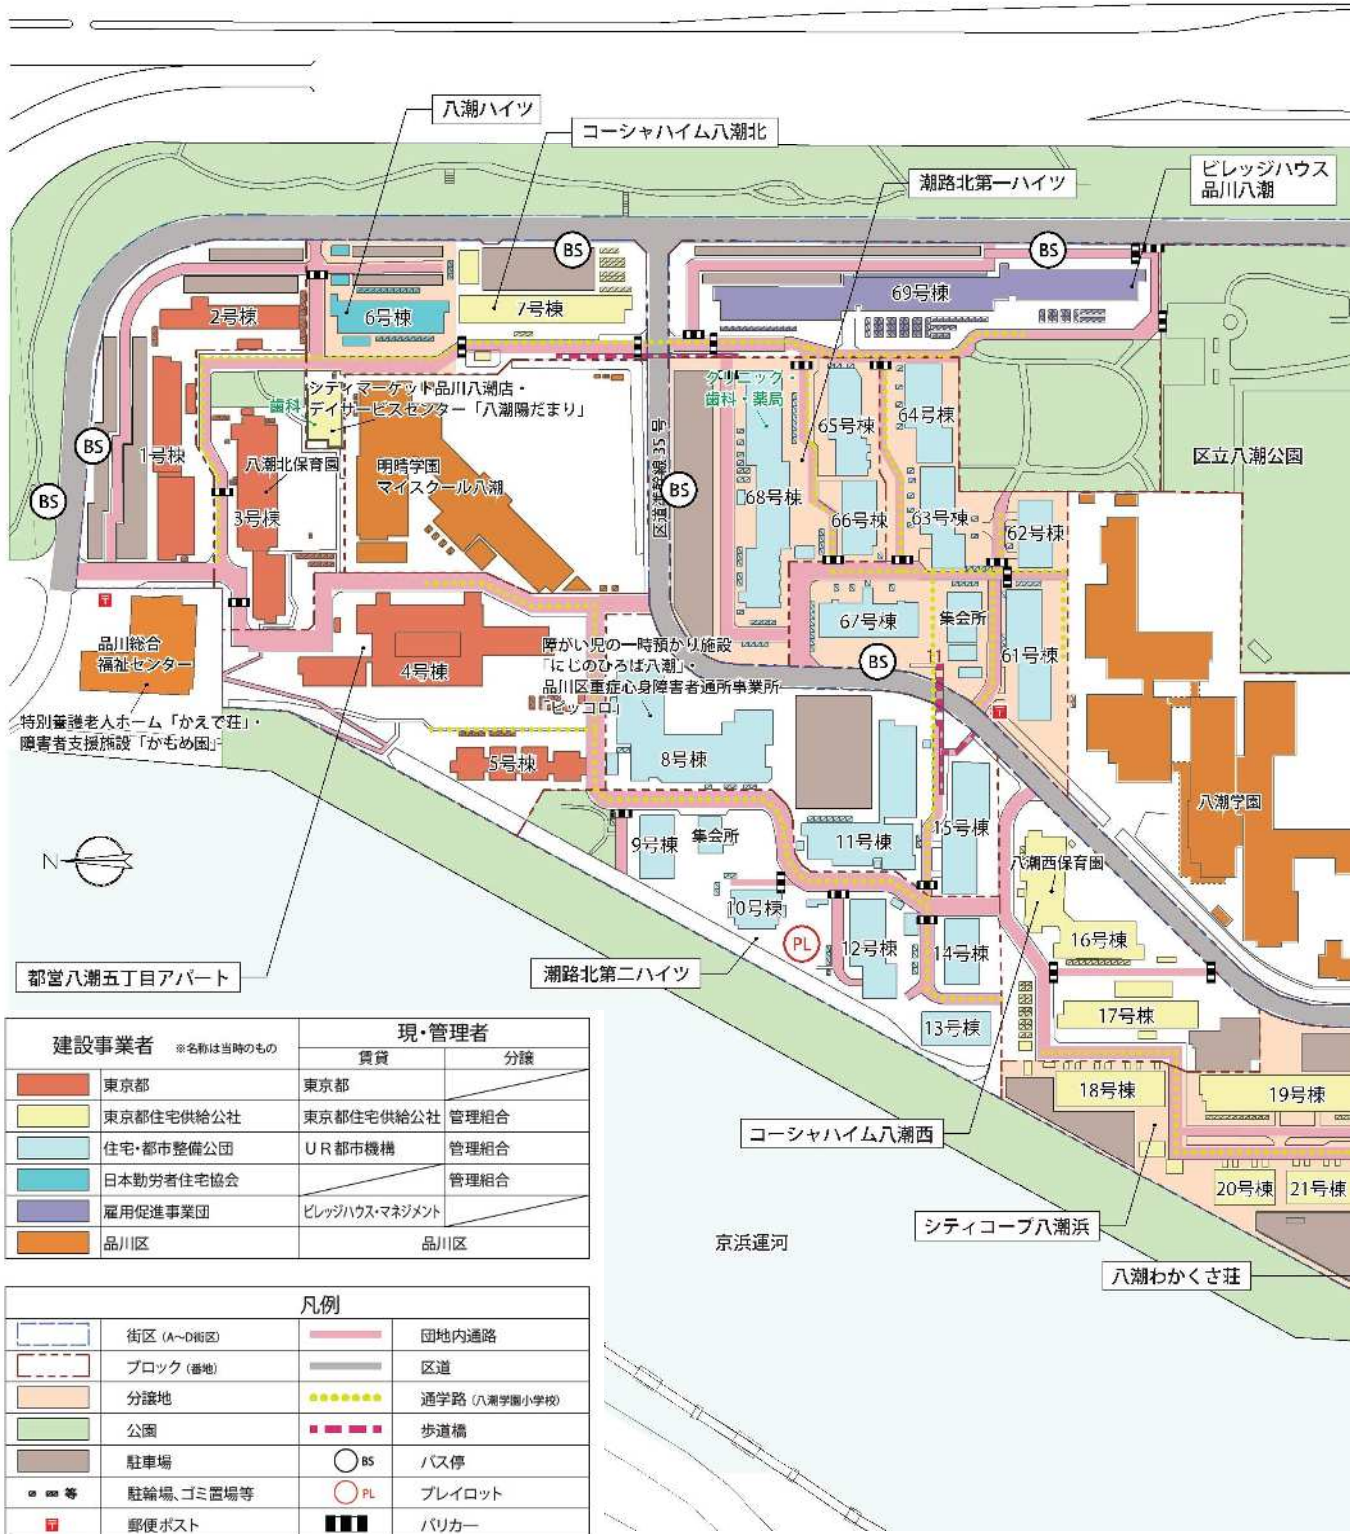 八潮ハイツ
コーシャハイム八潮北
潮路北第一ハイツ
ビレッジハウス
品川八潮
BS
BS
2号棟
6号棟
7号棟
69号棟
シティマーケット品川八潮店・
デイサービスセンター「八潮陽だまり」
歯科
クリニック・
歯科・薬局
65号棟
64号棟
BS
1号棟
八潮北保育園
明晴学園
マイスクール八潮
区道準幹線35号
区立八潮公園
BS
BS
3号棟
68号棟
66号棟
63号棟
62号棟
品川総合
福祉センター
4号棟
障がい児の一時預かり施設
「にじのひろば八潮」・
品川区重症心身障害者通所事業所
「ピッコロ」
67号棟
集会所
61号棟
BS
特別養護老人ホーム「かえで荘」・
障害者支援施設「かもめ園」
5号棟
8号棟
八潮学園
N
9号棟
集会所
11号棟
15号棟
八潮西保育園
10号棟
PL
12号棟
14号棟
16号棟
都営八潮五丁目アパート
潮路北第二ハイツ
13号棟
17号棟
18号棟
19号棟
コーシャハイム八潮西
20号棟
21号棟
シティコープ八潮浜
京浜運河
八潮わかくさ荘
建設事業者 ※名称は当時のもの 現・管理者
賃貸 分譲
東京都 東京都
東京都住宅供給公社 東京都住宅供給公社 管理組合
住宅・都市整備公団 UR都市機構 管理組合
日本勤労者住宅協会 管理組合
雇用促進事業団 ビレッジハウス・マネジメント
品川区 品川区
凡例
街区 (A〜D街区) 団地内通路
ブロック (番地) 区道
分譲地 通学路 (八潮学園小学校)
公園 歩道橋
駐車場 BS バス停
等 駐輪場、ゴミ置場等 PL プレイロット
〒 郵便ポスト バリカー